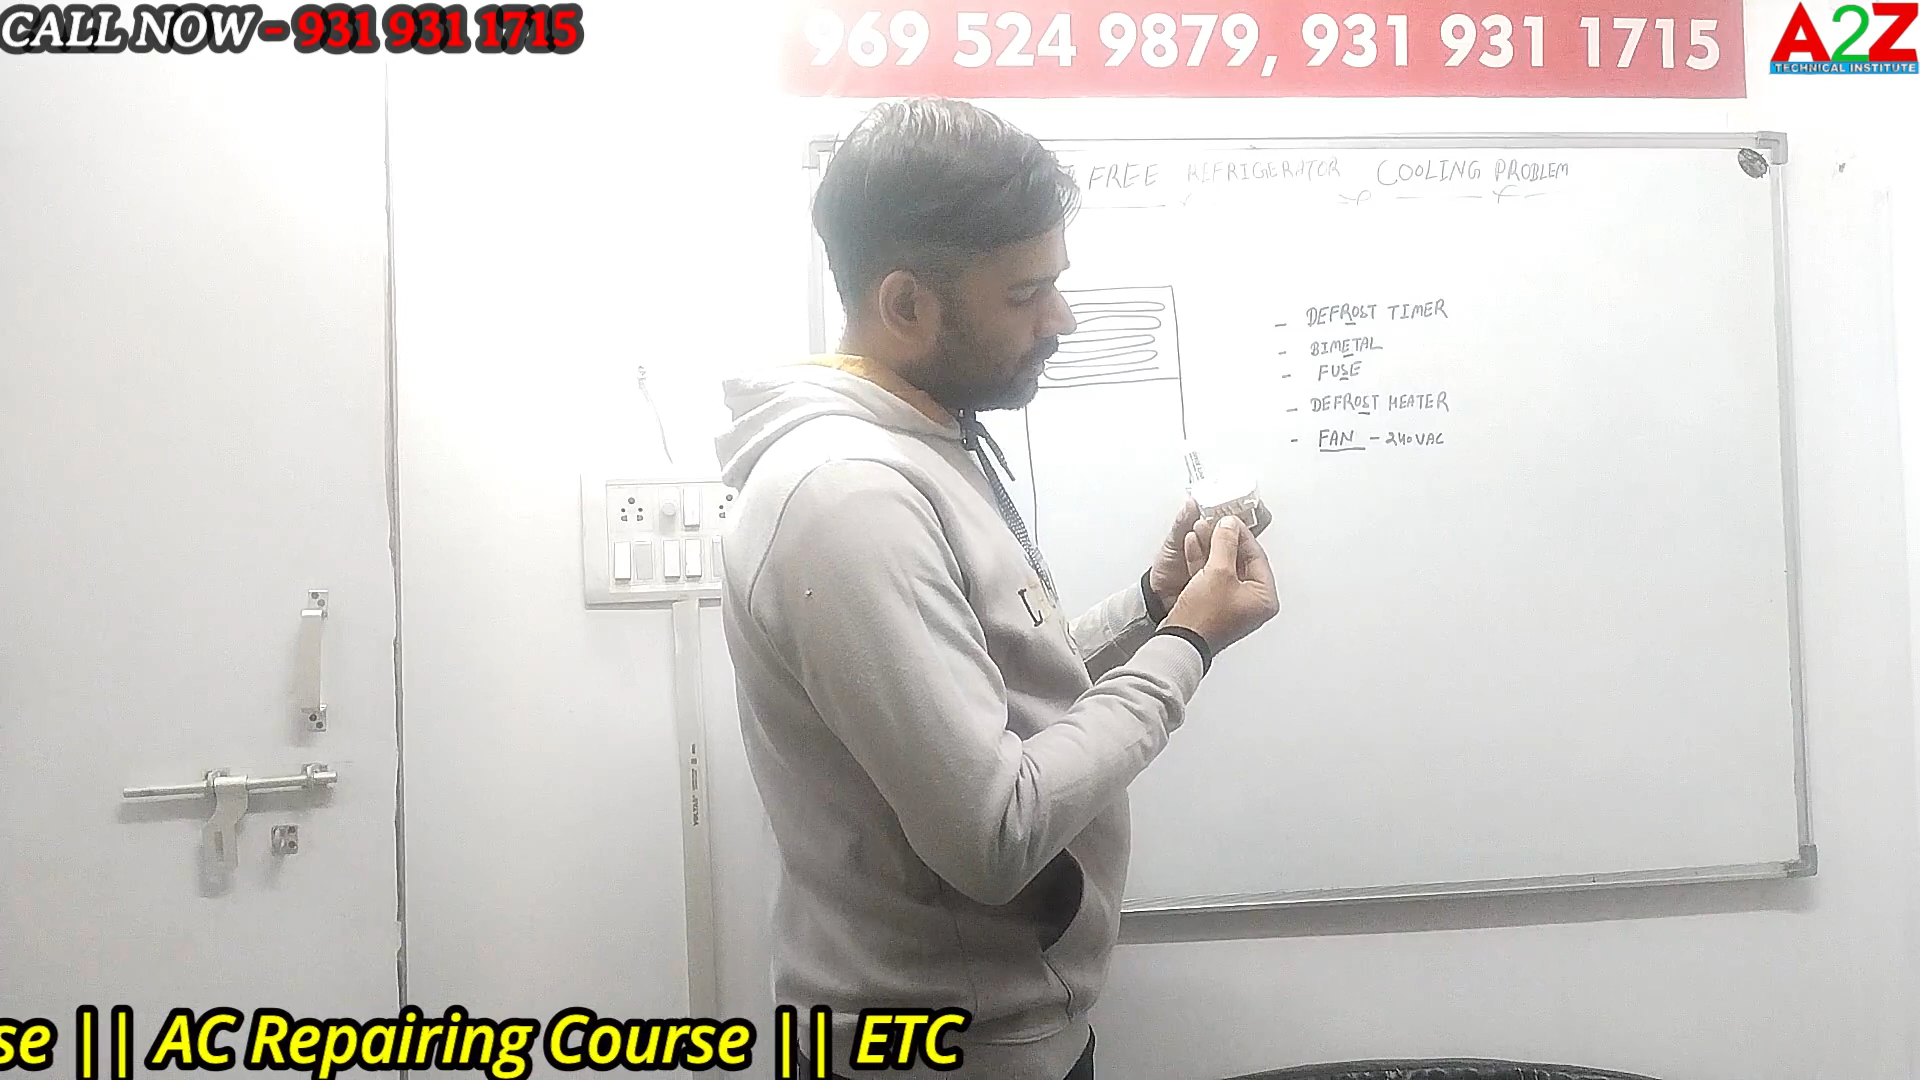 CALL NOW - 931 931 1715
969 524 9879, 931 931 1715
A2Z
TECHNICAL INSTITUTE
FREE REFRIGERATOR COOLING PROBLEM
- DEFROST TIMER
- BIMETAL
- FUSE
- DEFROST HEATER
- FAN - 240VAC
se || AC Repairing Course || ETC